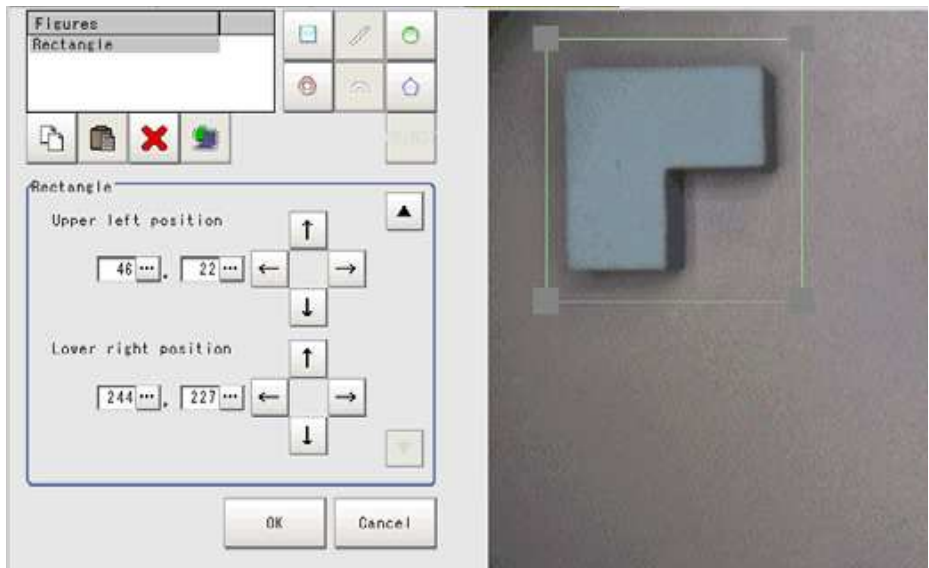 Figures
Rectangle
Rectangle
Upper left position
46 ... , 22 ...
Lower right position
244 ... , 227 ...
OK
Cancel